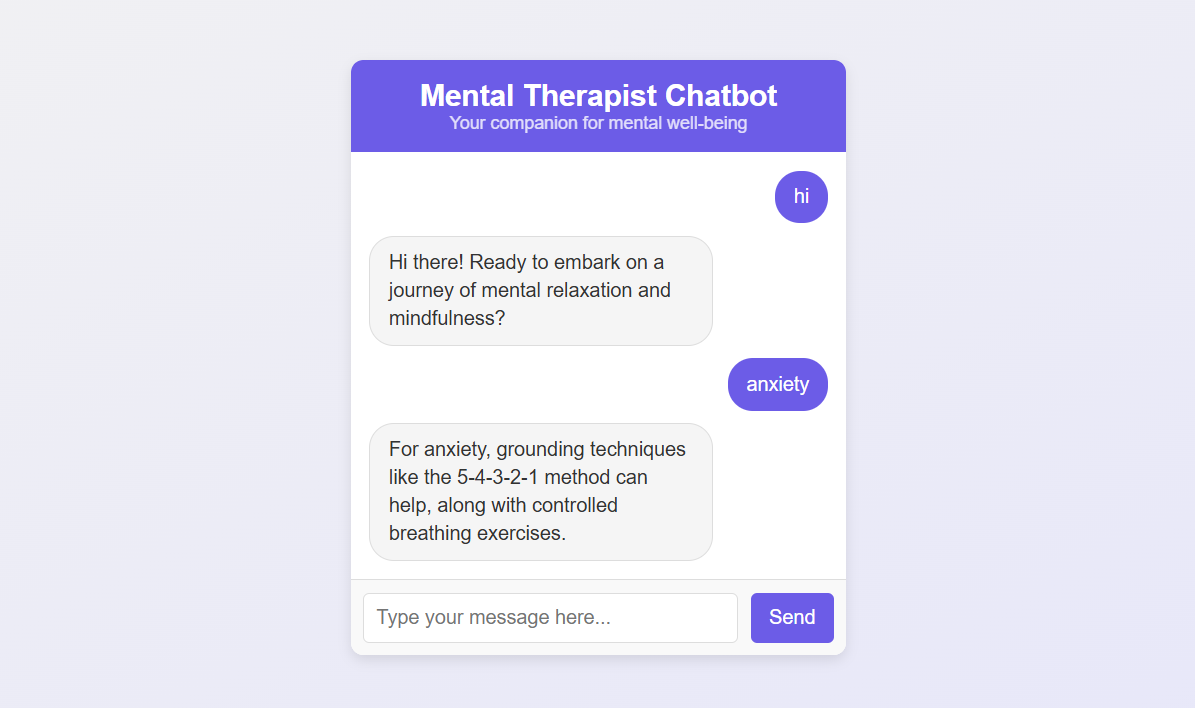 Mental Therapist Chatbot
Your companion for mental well-being
hi
Hi there! Ready to embark on a
journey of mental relaxation and
mindfulness?
anxiety
For anxiety, grounding techniques
like the 5-4-3-2-1 method can
help, along with controlled
breathing exercises.
Type your message here...
Send